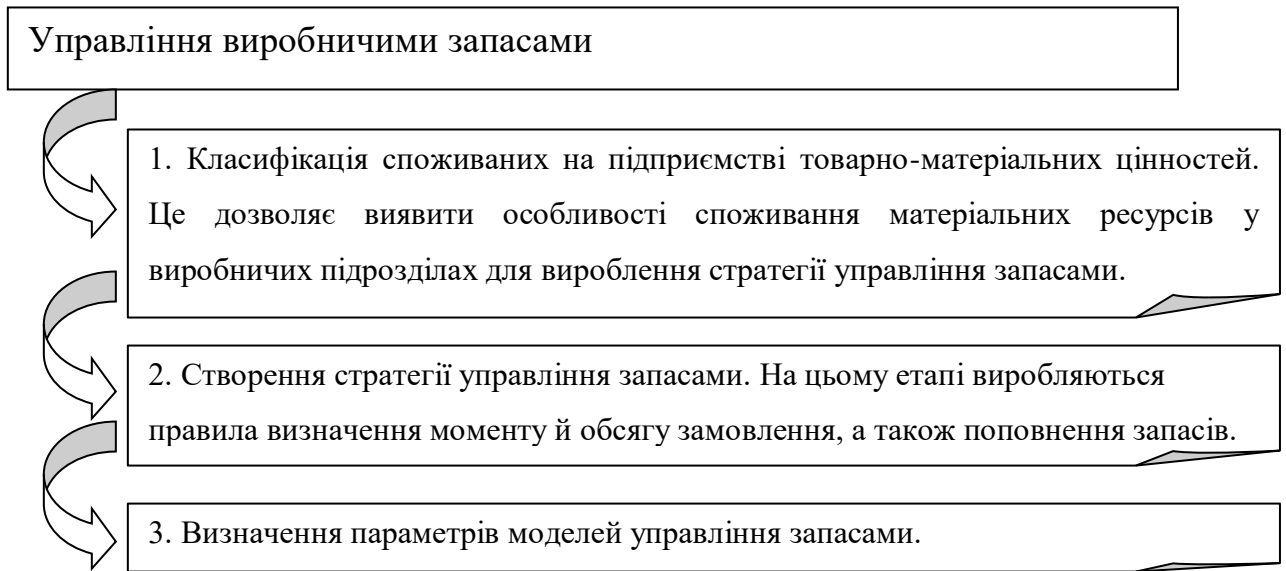 Управління виробничими запасами
1. Класифікація споживаних на підприємстві товарно-матеріальних цінностей.
Це дозволяє виявити особливості споживання матеріальних ресурсів у
виробничих підрозділах для вироблення стратегії управління запасами.
2. Створення стратегії управління запасами. На цьому етапі виробляються
правила визначення моменту й обсягу замовлення, а також поповнення запасів.
3. Визначення параметрів моделей управління запасами.